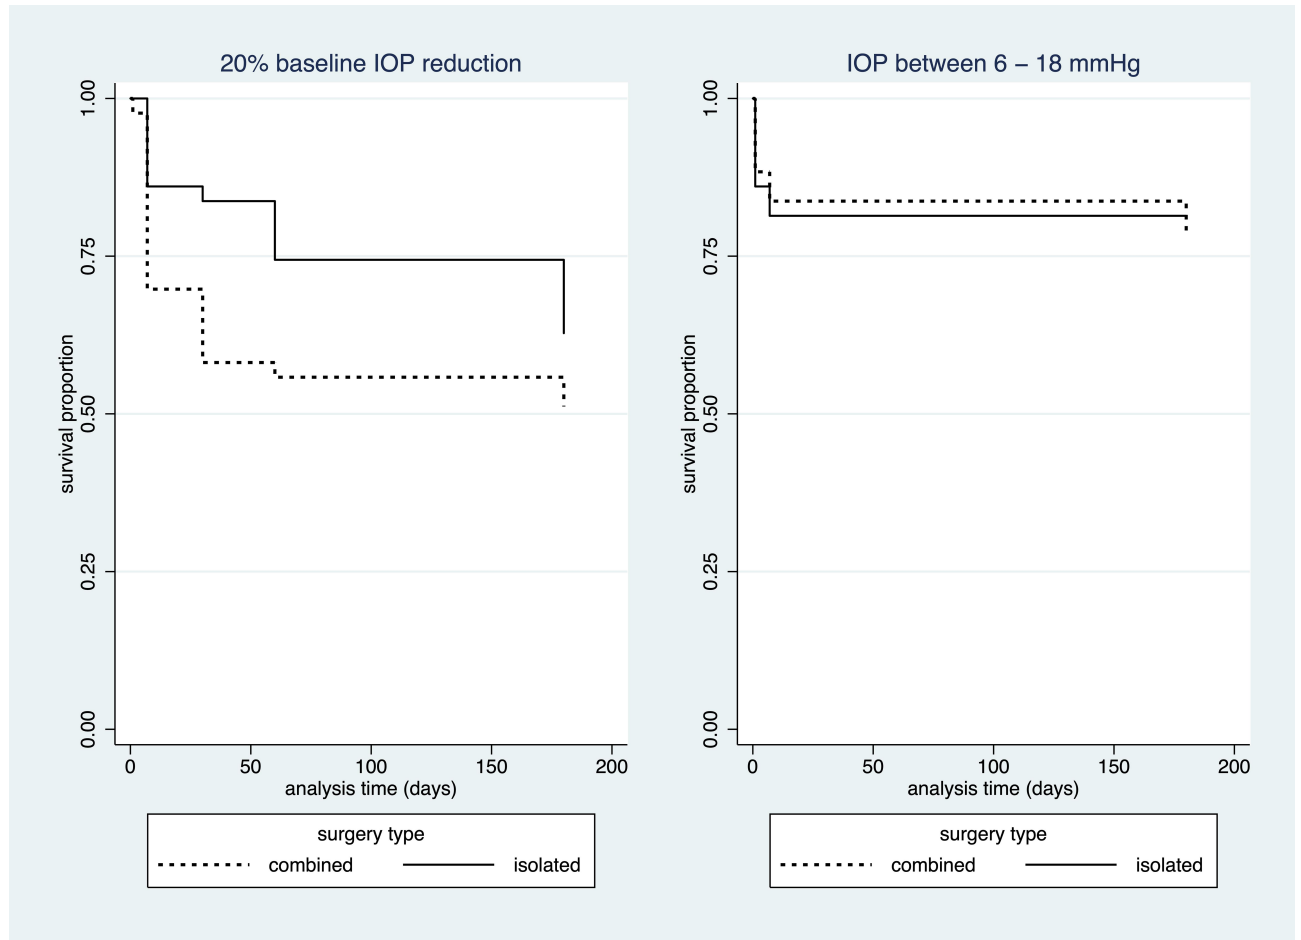 20% baseline IOP reduction
survival proportion
1.00
0.75
0.50
0.25
0.00
0 50 100 150 200
analysis time (days)
surgery type
combined isolated
IOP between 6 – 18 mmHg
survival proportion
1.00
0.75
0.50
0.25
0.00
0 50 100 150 200
analysis time (days)
surgery type
combined isolated